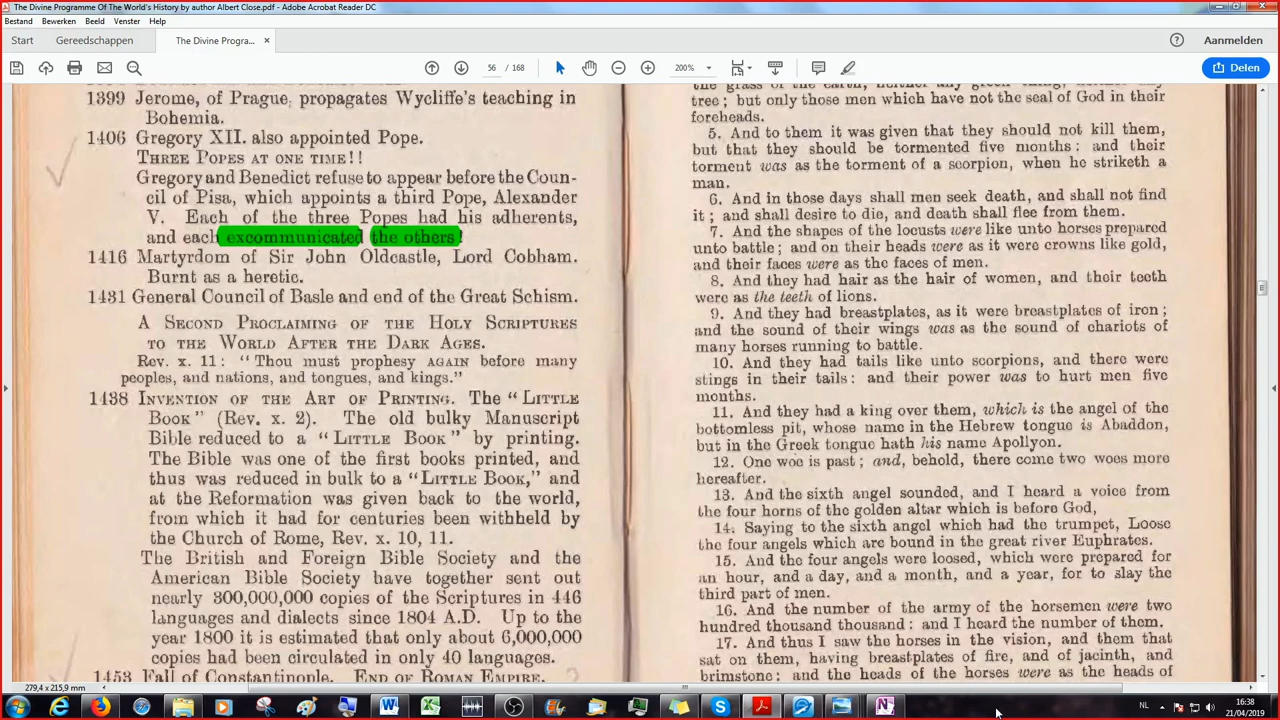 The Divine Programme Of The World's History by author Albert Close.pdf - Adobe Acrobat Reader DC
Bestand Bewerken Beeld Venster Help
Start Gereedschappen The Divine Progra... × Aanmelden
56 / 168 200% Delen
1399 Jerome, of Prague, propagates Wycliffe's teaching in
Bohemia.
1406 Gregory XII. also appointed Pope.
THREE POPES AT ONE TIME!!
Gregory and Benedict refuse to appear before the Coun-
cil of Pisa, which appoints a third Pope, Alexander
V. Each of the three Popes had his adherents,
and each excommunicated the others!
1416 Martyrdom of Sir John Oldcastle, Lord Cobham.
Burnt as a heretic.
1431 General Council of Basle and end of the Great Schism.
A SECOND PROCLAIMING OF THE HOLY SCRIPTURES
TO THE WORLD AFTER THE DARK AGES.
Rev. x. 11: "Thou must prophesy AGAIN before many
peoples, and nations, and tongues, and kings."
1438 INVENTION OF THE ART OF PRINTING. The "LITTLE
BOOK" (Rev. x. 2). The old bulky Manuscript
Bible reduced to a "LITTLE BOOK" by printing.
The Bible was one of the first books printed, and
thus was reduced in bulk to a "LITTLE BOOK," and
at the Reformation was given back to the world,
from which it had for centuries been withheld by
the Church of Rome, Rev. x. 10, 11.
The British and Foreign Bible Society and the
American Bible Society have together sent out
nearly 300,000,000 copies of the Scriptures in 446
languages and dialects since 1804 A.D. Up to the
year 1800 it is estimated that only about 6,000,000
copies had been circulated in only 40 languages.
1453 Fall of Constantinople. END OF ROMAN EMPIRE.
the grass of the earth, neither any green thing, neither any
tree; but only those men which have not the seal of God in their
foreheads.
5. And to them it was given that they should not kill them,
but that they should be tormented five months: and their
torment was as the torment of a scorpion, when he striketh a
man.
6. And in those days shall men seek death, and shall not find
it; and shall desire to die, and death shall flee from them.
7. And the shapes of the locusts were like unto horses prepared
unto battle; and on their heads were as it were crowns like gold,
and their faces were as the faces of men.
8. And they had hair as the hair of women, and their teeth
were as the teeth of lions.
9. And they had breastplates, as it were breastplates of iron;
and the sound of their wings was as the sound of chariots of
many horses running to battle.
10. And they had tails like unto scorpions, and there were
stings in their tails: and their power was to hurt men five
months.
11. And they had a king over them, which is the angel of the
bottomless pit, whose name in the Hebrew tongue is Abaddon,
but in the Greek tongue hath his name Apollyon.
12. One woe is past; and, behold, there come two woes more
hereafter.
13. And the sixth angel sounded, and I heard a voice from
the four horns of the golden altar which is before God,
14. Saying to the sixth angel which had the trumpet, Loose
the four angels which are bound in the great river Euphrates.
15. And the four angels were loosed, which were prepared for
an hour, and a day, and a month, and a year, for to slay the
third part of men.
16. And the number of the army of the horsemen were two
hundred thousand thousand: and I heard the number of them.
17. And thus I saw the horses in the vision, and them that
sat on them, having breastplates of fire, and of jacinth, and
brimstone: and the heads of the horses were as the heads of
279,4 x 215,9 mm
NL 16:38
21/04/2019